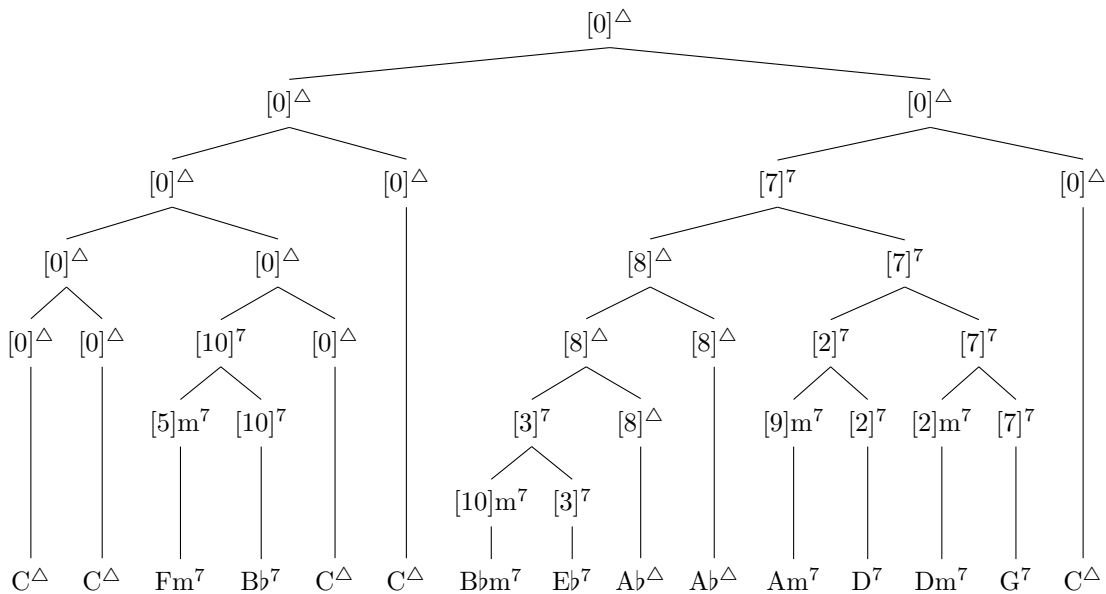 [0]△
[0]△ [0]△
[0]△ [0]△ [7]⁷ [0]△
[0]△ [0]△ [8]△ [7]⁷
[0]△ [0]△ [10]⁷ [0]△ [8]△ [8]△ [2]⁷ [7]⁷
[5]m⁷ [10]⁷ [3]⁷ [8]△ [9]m⁷ [2]⁷ [2]m⁷ [7]⁷
[10]m⁷ [3]⁷
C△ C△ Fm⁷ B♭⁷ C△ C△ B♭m⁷ E♭⁷ A♭△ A♭△ Am⁷ D⁷ Dm⁷ G⁷ C△